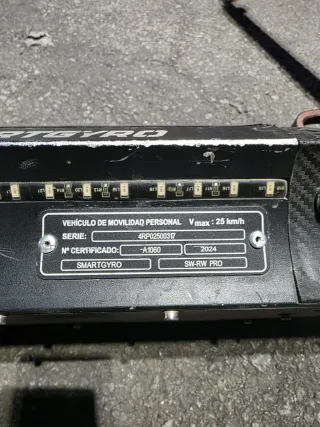 RTGYRO
VEHÍCULO DE MOVILIDAD PERSONAL Vmax: 25 km/h
SERIE: 4RP02500317
Nº CERTIFICADO: -A1060 2024
SMARTGYRO SW-RW PRO